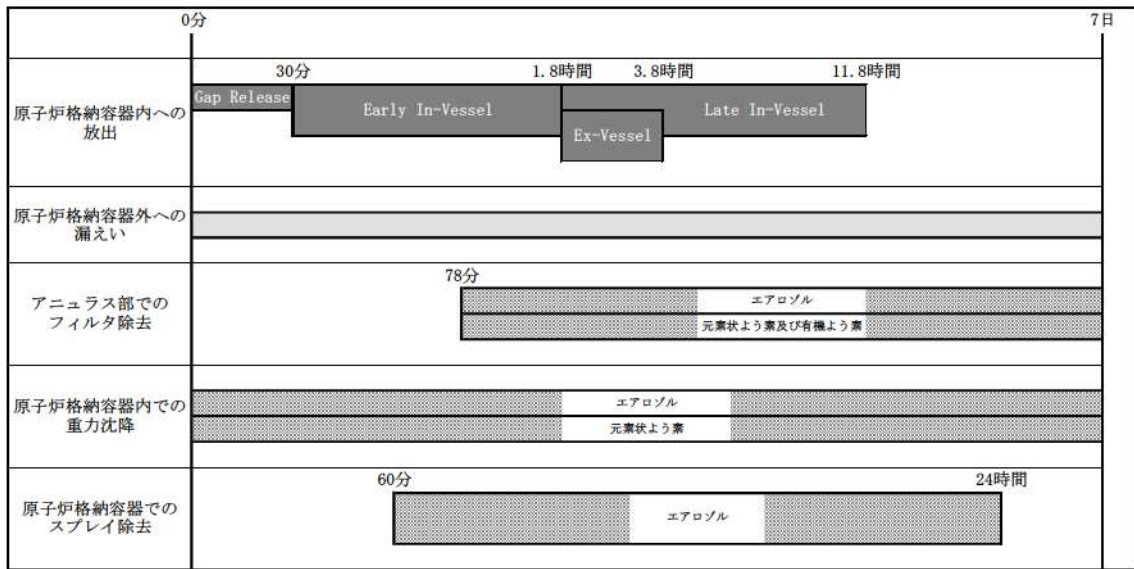 0分
7日
原子炉格納容器内への
放出
30分
1.8時間
3.8時間
11.8時間
Gap Release
Early In-Vessel
Late In-Vessel
Ex-Vessel
原子炉格納容器外への
漏えい
アニュラス部での
フィルタ除去
78分
エアロゾル
元素状よう素及び有機よう素
原子炉格納容器内での
重力沈降
エアロゾル
元素状よう素
原子炉格納容器での
スプレイ除去
60分
24時間
エアロゾル